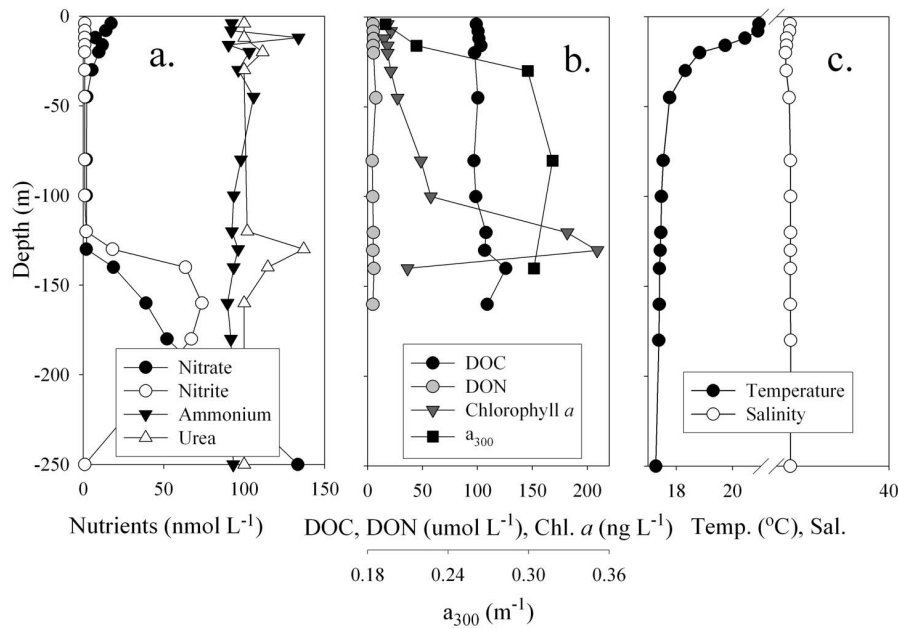 a.
b.
c.
0
-50
-100
-150
-200
-250
Depth (m)
Nitrate
Nitrite
Ammonium
Urea
DOC
DON
Chlorophyll a
a300
Temperature
Salinity
0 50 100 150
0 50 100 150 200
18 20 40
Nutrients (nmol L-1)
DOC, DON (umol L-1), Chl. a (ng L-1)
Temp. (oC), Sal.
0.18 0.24 0.30 0.36
a300 (m-1)